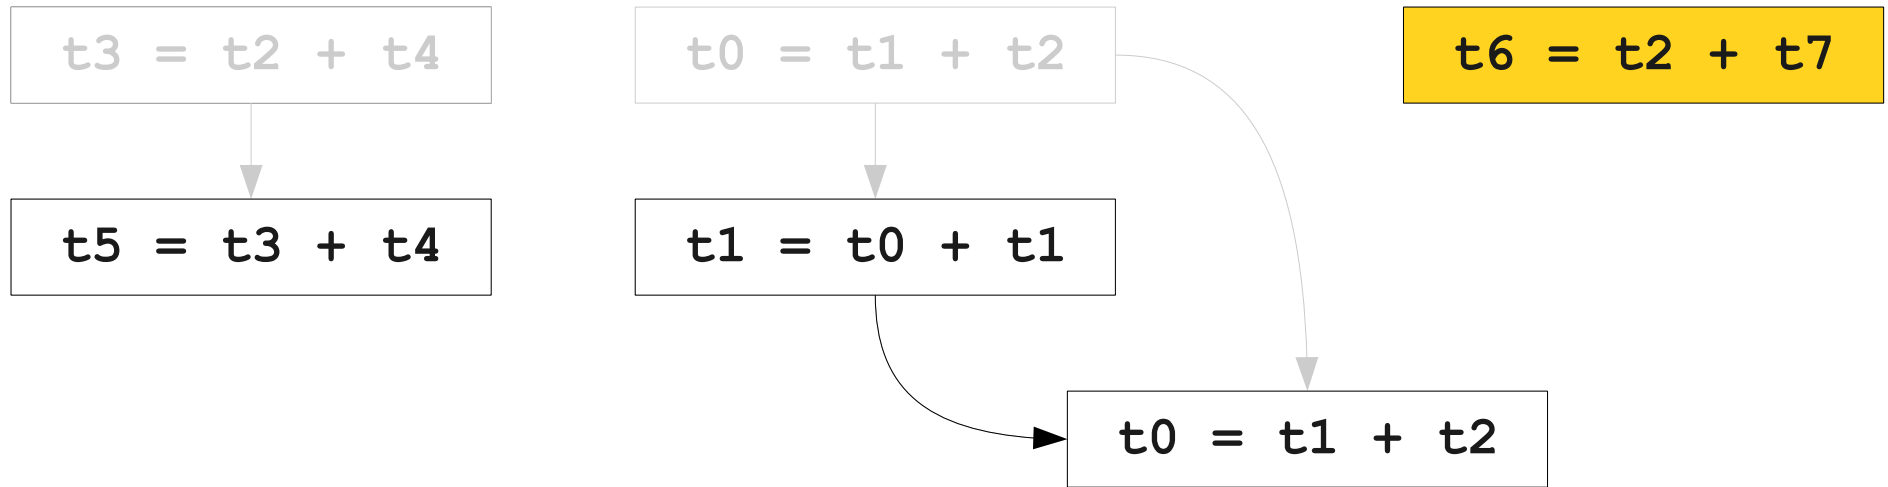 t3 = t2 + t4
t0 = t1 + t2
t6 = t2 + t7
t5 = t3 + t4
t1 = t0 + t1
t0 = t1 + t2